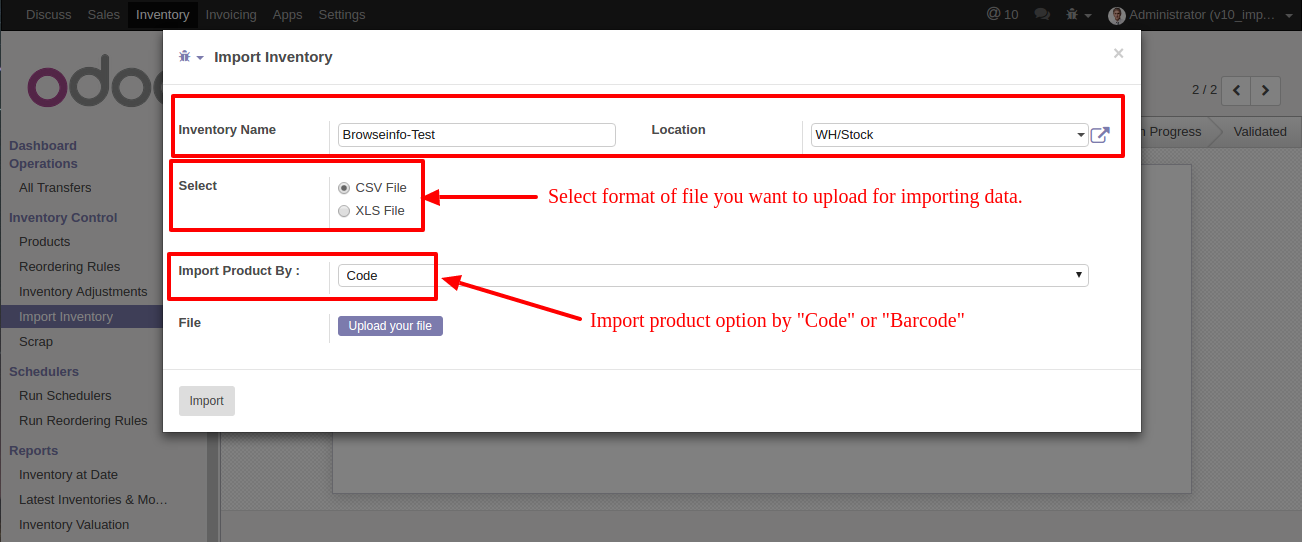 Discuss Sales Inventory Invoicing Apps Settings @ 10 Administrator (v10_imp...
Import Inventory ×
odoo
2 / 2
Inventory Name Browseinfo-Test Location WH/Stock
Progress Validated
Dashboard
Operations
All Transfers
Select CSV File
XLS File
Select format of file you want to upload for importing data.
Inventory Control
Products
Reordering Rules
Inventory Adjustments
Import Inventory
Scrap
Import Product By : Code
Import product option by "Code" or "Barcode"
File Upload your file
Schedulers
Run Schedulers
Run Reordering Rules
Import
Reports
Inventory at Date
Latest Inventories & Mo...
Inventory Valuation